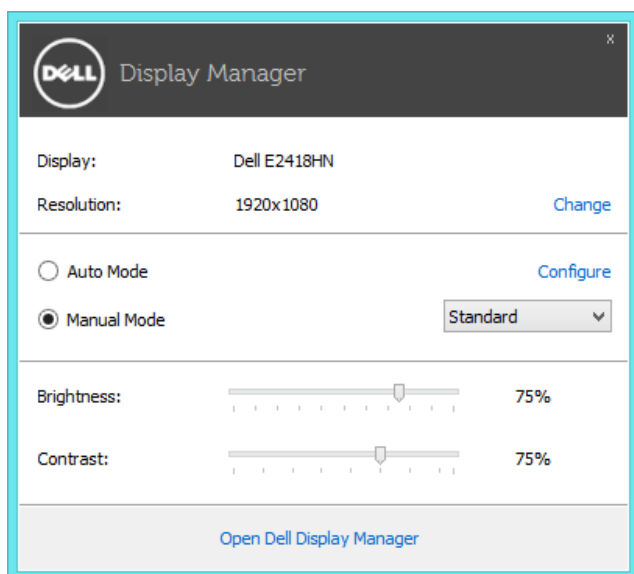 x
DELL Display Manager
Display: Dell E2418HN
Resolution: 1920x1080 Change
Auto Mode Configure
Manual Mode Standard
Brightness: 75%
Contrast: 75%
Open Dell Display Manager